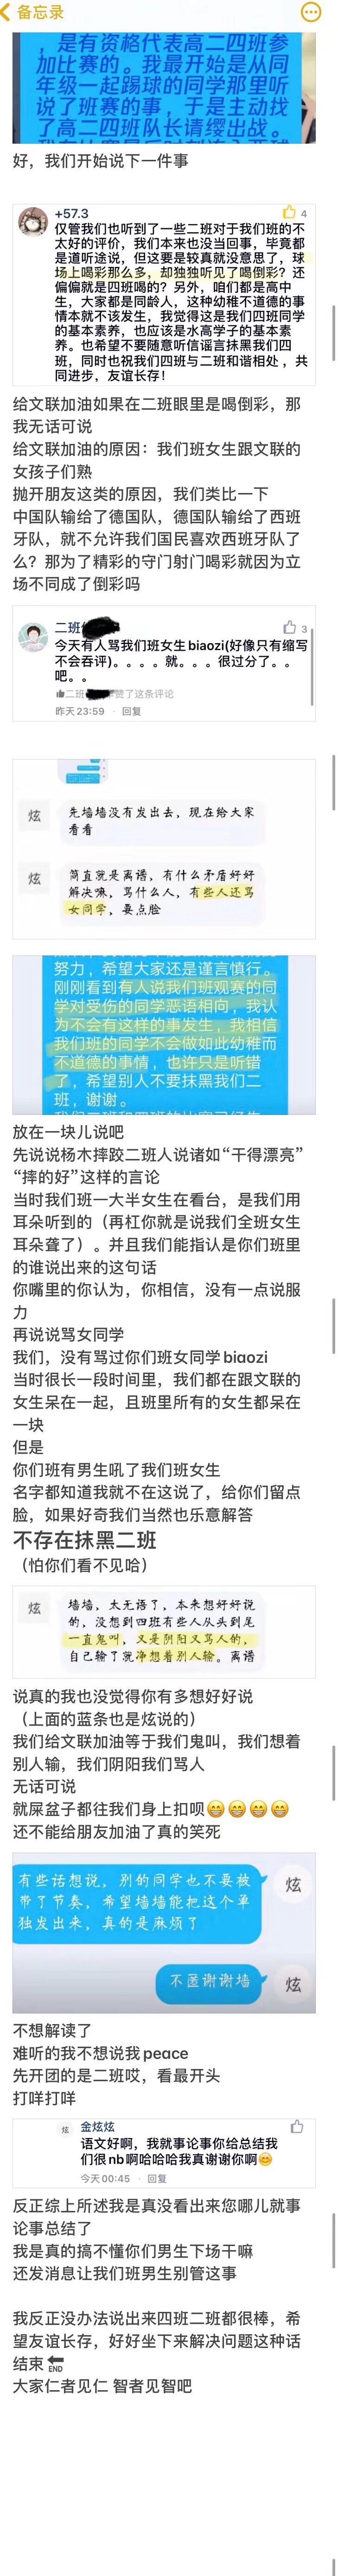 备忘录
是有资格代表高二四班参
加比赛的。我最开始是从同
年级一起踢球的同学那里听
说了班赛的事，于是主动找
了高二四班队长请缨出战。
好，我们开始说下一件事
+57.3
4
仅管我们也听到了一些二班对于我们班的不
太好的评价，我们本来也没当回事，毕竟都
是道听途说，但这要是较真就没意思了，球
场上喝彩那么多，却独独听见了喝倒彩？还
偏偏就是四班喝的？另外，咱们都是高中
生，大家都是同龄人，这种幼稚不道德的事
情本就不该发生，我觉得这是我们四班同学
的基本素养，也应该是水高学子的基本素
养。也希望不要随意听信谣言抹黑我们四
班，同时也祝我们四班与二班和谐相处，共
同进步，友谊长存！
给文联加油如果在二班眼里是喝倒彩，那
我无话可说
给文联加油的原因：我们班女生跟文联的
女孩子们熟
抛开朋友这类的原因，我们类比一下
中国队输给了德国队，德国队输给了西班
牙队，就不允许我们国民喜欢西班牙队了
么？那为了精彩的守门射门喝彩就因为立
场不同成了倒彩吗
二班
3
今天有人骂我们班女生biaozi(好像只有缩写
不会吞评)。。。。就。。。很过分了。。
吧。。
二班 赞了这条评论
昨天23:59 · 回复
炫
先墙墙没有发出去，现在给大家
看看
炫
简直就是离谱，有什么矛盾好好
解决嘛，骂什么人，有些人还骂
女同学，要点脸
努力，希望大家还是谨言慎行。
刚刚看到有人说我们班观赛的同
学对受伤的同学恶语相向，我认
为不会有这样的事发生，我相信
我们班的同学不会做如此幼稚而
不道德的事情，也许只是听错
了，希望别人不要抹黑我们二
班，谢谢。
放在一块儿说吧
先说说杨木摔跤二班人说诸如“干得漂亮”
“摔的好”这样的言论
当时我们班一大半女生在看台，是我们用
耳朵听到的（再杠你就是说我们全班女生
耳朵聋了）。并且我们能指认是你们班里
的谁说出来的这句话
你嘴里的你认为，你相信，没有一点说服
力
再说说骂女同学
我们，没有骂过你们班女同学biaozi
当时很长一段时间里，我们都在跟文联的
女生呆在一起，且班里所有的女生都呆在
一块
但是
你们班有男生吼了我们班女生
名字都知道我就不在这说了，给你们留点
脸，如果好奇我们当然也乐意解答
不存在抹黑二班
（怕你们看不见哈）
炫
墙墙，太无语了，本来想好好说
的，没想到四班有些人从头到尾
一直鬼叫，又是阴阳又骂人的，
自己输了就净想着别人输。离谱
说真的我也没觉得你有多想好好说
（上面的蓝条也是炫说的）
我们给文联加油等于我们鬼叫，我们想着
别人输，我们阴阳我们骂人
无话可说
就屎盆子都往我们身上扣呗😁😁😁😁
还不能给朋友加油了真的笑死
有些话想说，别的同学也不要被
带了节奏，希望墙墙能把这个单
独发出来，真的是麻烦了
炫
不匿谢谢墙
炫
不想解读了
难听的我不想说我peace
先开团的是二班哎，看最开头
打咩打咩
炫
金炫炫
语文好啊，我就事论事你给总结我
们很nb啊哈哈哈我真谢谢你啊😊
今天00:45 · 回复
反正综上所述我是真没看出来您哪儿就事
论事总结了
我是真的搞不懂你们男生下场干嘛
还发消息让我们班男生别管这事
我反正没办法说出来四班二班都很棒，希
望友谊长存，好好坐下来解决问题这种话
结束🔚
大家仁者见仁 智者见智吧